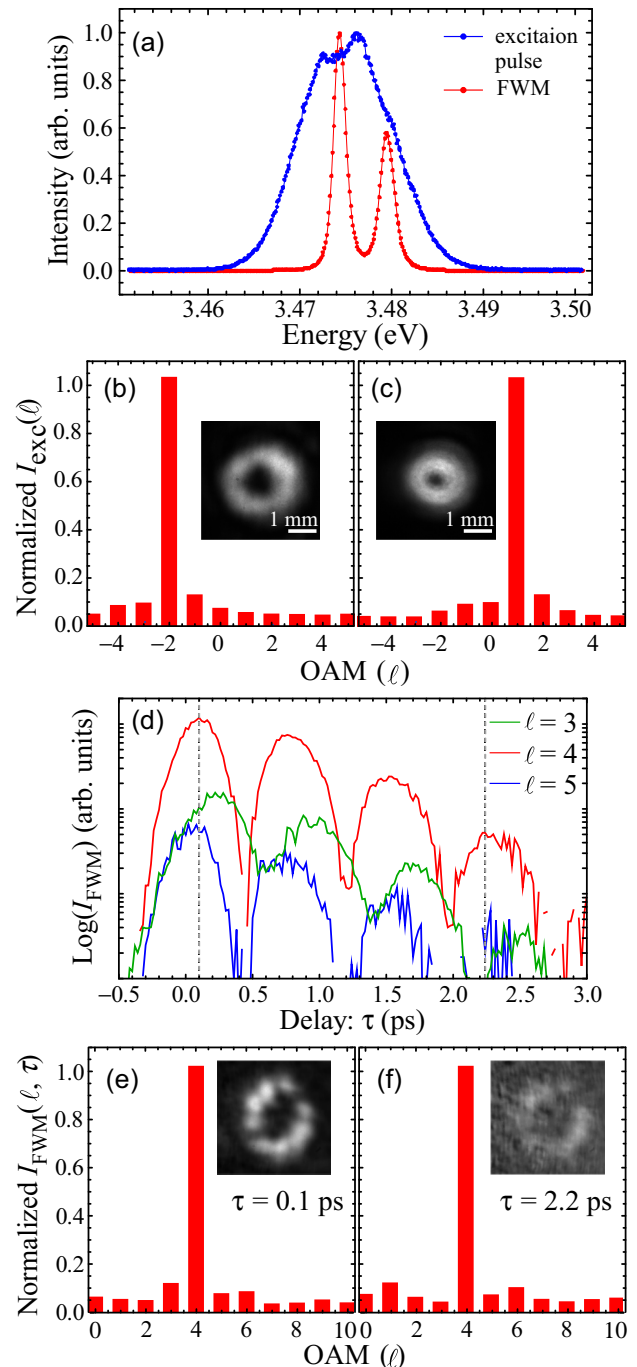 (a)
excitaion
pulse
FWM
Intensity (arb. units)
1.0
0.8
0.6
0.4
0.2
0.0
3.46 3.47 3.48 3.49 3.50
Energy (eV)
(b)
(c)
Normalized I_exc(ℓ)
1.0
0.8
0.6
0.4
0.2
0.0
1 mm
1 mm
−4 −2 0 2 4 −4 −2 0 2 4
OAM (ℓ)
(d)
ℓ = 3
ℓ = 4
ℓ = 5
Log(I_FWM) (arb. units)
−0.5 0.0 0.5 1.0 1.5 2.0 2.5 3.0
Delay: τ (ps)
(e)
(f)
Normalized I_FWM(ℓ, τ)
1.0
0.8
0.6
0.4
0.2
0.0
τ = 0.1 ps
τ = 2.2 ps
0 2 4 6 8 10 0 2 4 6 8 10
OAM (ℓ)